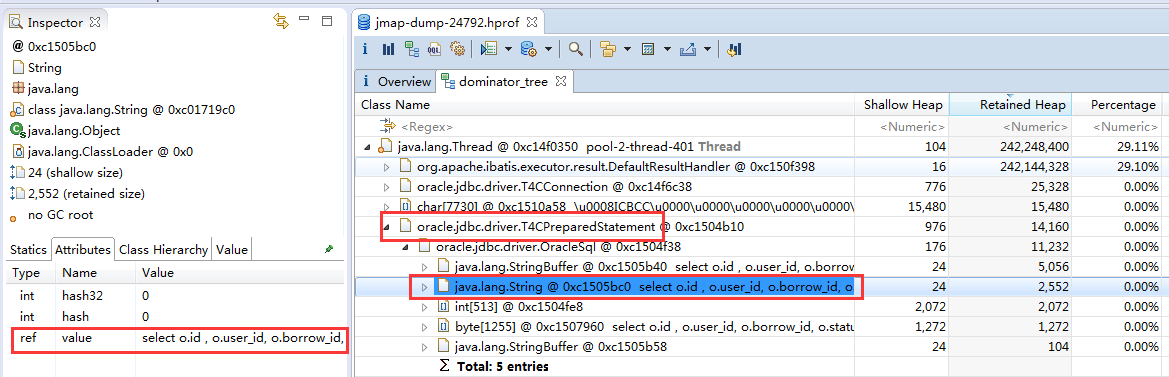 Inspector
@ 0xc1505bc0
String
java.lang
class java.lang.String @ 0xc01719c0
java.lang.Object
java.lang.ClassLoader @ 0x0
24 (shallow size)
2,552 (retained size)
no GC root
Statics Attributes Class Hierarchy Value
Type Name Value
int hash32 0
int hash 0
ref value select o.id , o.user_id, o.borrow_id,
jmap-dump-24792.hprof
i OQL
i Overview dominator_tree
Class Name Shallow Heap Retained Heap Percentage
<Regex> <Numeric> <Numeric> <Numeric>
java.lang.Thread @ 0xc14f0350 pool-2-thread-401 Thread 104 242,248,400 29.11%
org.apache.ibatis.executor.result.DefaultResultHandler @ 0xc150f398 16 242,144,328 29.10%
oracle.jdbc.driver.T4CConnection @ 0xc14f6c38 776 25,328 0.00%
char[7730] @ 0xc1510a58 \u0008[CBCC\u0000\u0000\u0000\u0000\u0000\u0000\ 15,480 15,480 0.00%
oracle.jdbc.driver.T4CPreparedStatement @ 0xc1504b10 976 14,160 0.00%
oracle.jdbc.driver.OracleSql @ 0xc1504f38 176 11,232 0.00%
java.lang.StringBuffer @ 0xc1505b40 select o.id , o.user_id, o.borrow 24 5,056 0.00%
java.lang.String @ 0xc1505bc0 select o.id , o.user_id, o.borrow_id, o 24 2,552 0.00%
int[513] @ 0xc1504fe8 2,072 2,072 0.00%
byte[1255] @ 0xc1507960 select o.id , o.user_id, o.borrow_id, o.statu 1,272 1,272 0.00%
java.lang.StringBuffer @ 0xc1505b58 24 104 0.00%
Σ Total: 5 entries